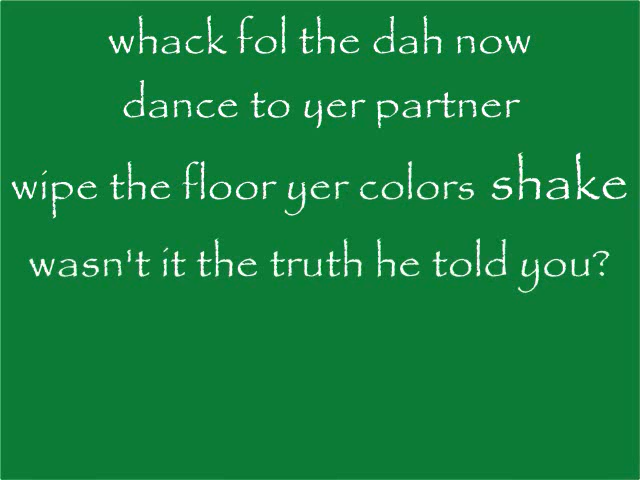 whack fol the dah now
dance to yer partner
wipe the floor yer colors shake
wasn't it the truth he told you?